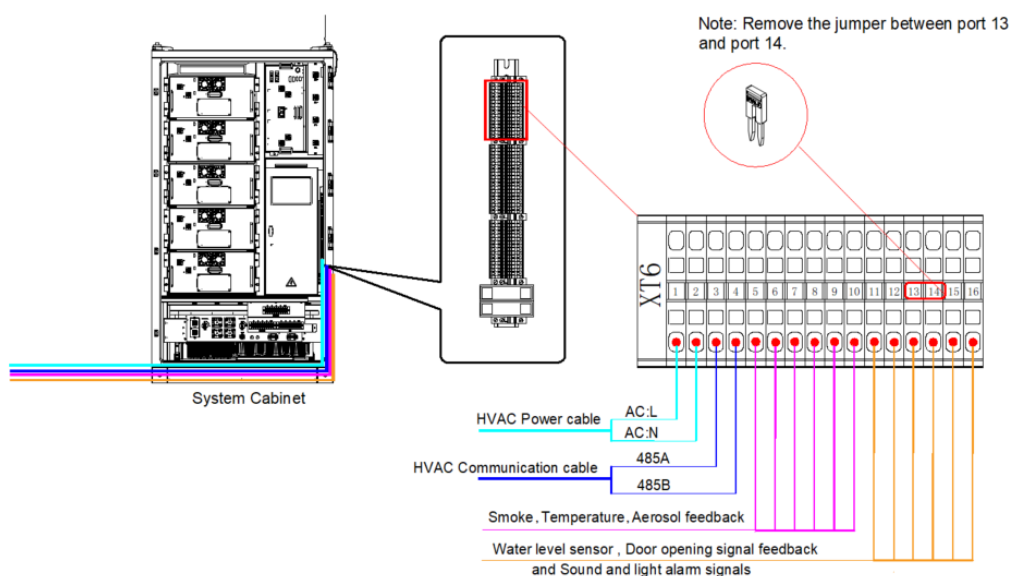 Note: Remove the jumper between port 13
and port 14.
XT6
1 2 3 4 5 6 7 8 9 10 11 12 13 14 15 16
System Cabinet
HVAC Power cable
AC:L
AC:N
HVAC Communication cable
485A
485B
Smoke, Temperature, Aerosol feedback
Water level sensor , Door opening signal feedback
and Sound and light alarm signals